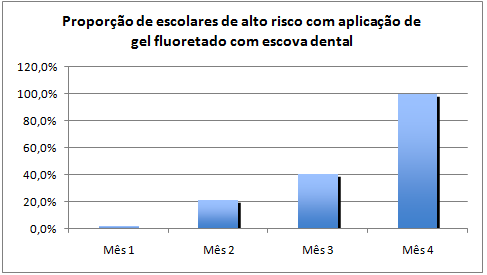 Proporção de escolares de alto risco com aplicação de
gel fluoretado com escova dental
120,0%
100,0%
80,0%
60,0%
40,0%
20,0%
0,0%
Mês 1 Mês 2 Mês 3 Mês 4